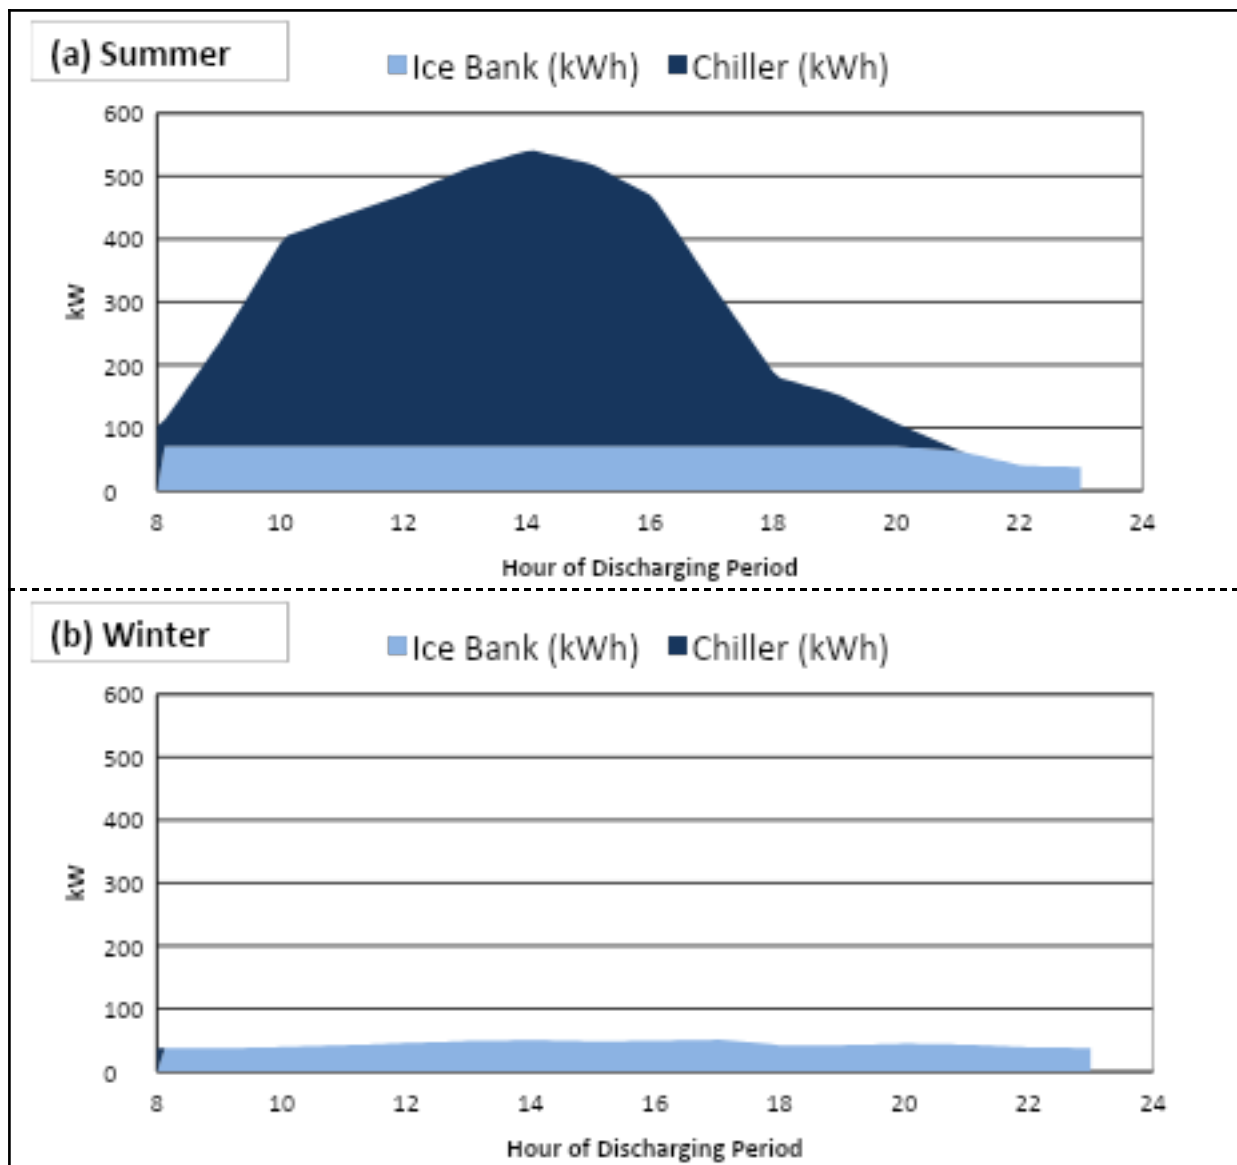 (a) Summer
Ice Bank (kWh) Chiller (kWh)
600
500
400
300
200
100
0
kW
8 10 12 14 16 18 20 22 24
Hour of Discharging Period
(b) Winter
Ice Bank (kWh) Chiller (kWh)
600
500
400
300
200
100
0
kW
8 10 12 14 16 18 20 22 24
Hour of Discharging Period